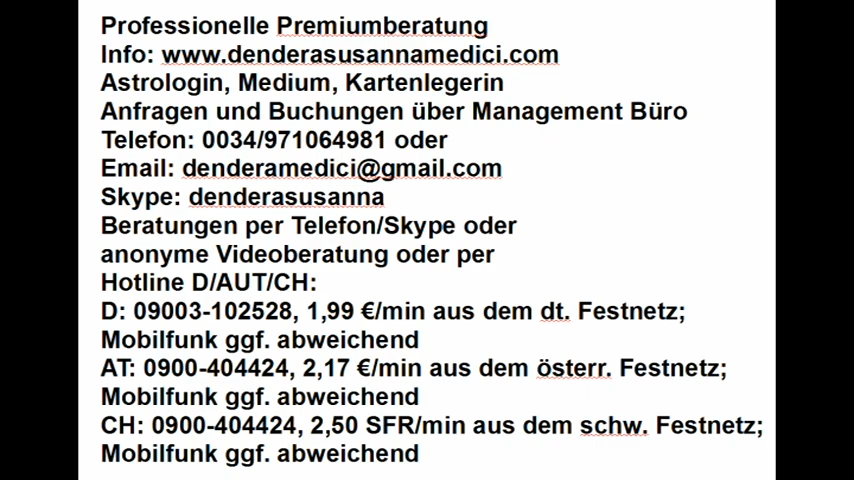 Professionelle Premiumberatung
Info: www.denderasusannamedici.com
Astrologin, Medium, Kartenlegerin
Anfragen und Buchungen über Management Büro
Telefon: 0034/971064981 oder
Email: denderamedici@gmail.com
Skype: denderasusanna
Beratungen per Telefon/Skype oder
anonyme Videoberatung oder per
Hotline D/AUT/CH:
D: 09003-102528, 1,99 €/min aus dem dt. Festnetz;
Mobilfunk ggf. abweichend
AT: 0900-404424, 2,17 €/min aus dem österr. Festnetz;
Mobilfunk ggf. abweichend
CH: 0900-404424, 2,50 SFR/min aus dem schw. Festnetz;
Mobilfunk ggf. abweichend